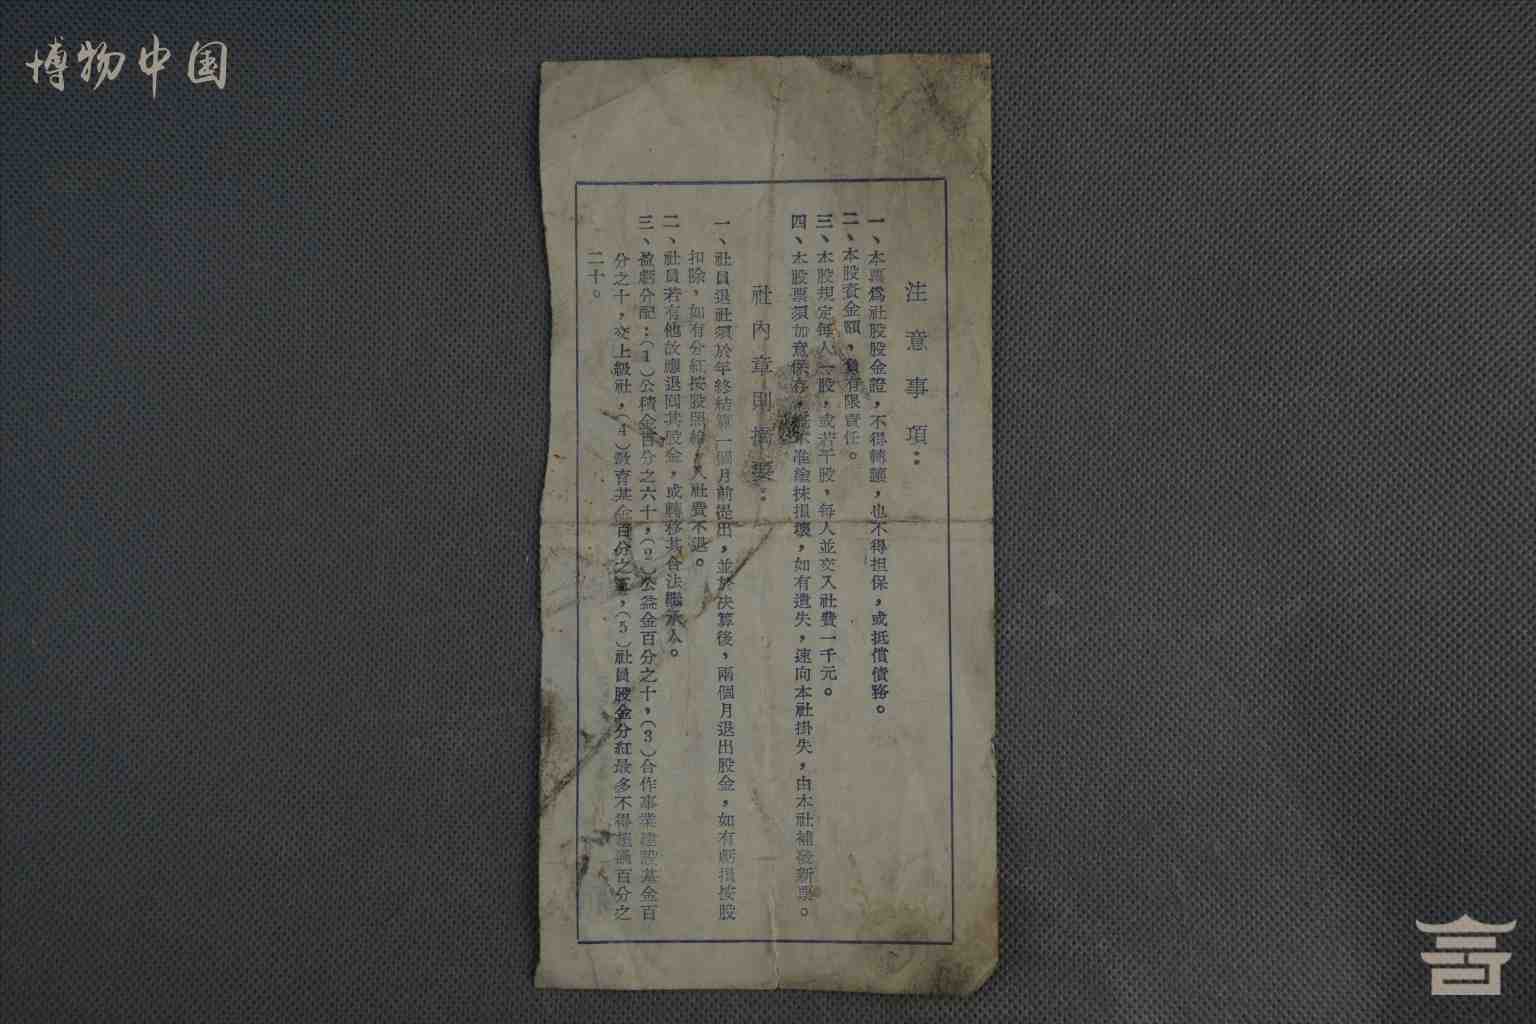 博物中国
注意事項：
一、本票爲社股股金證，不得轉讓，也不得担保，或抵償債務。
二、本股資金額，負有限責任。
三、本股規定每人一股，或若干股，每人並交入社費一千元。
四、本股票須如意保存，不准塗抹損壞，如有遺失，速向本社掛失，由本社補發新票。
社內章則摘要：
一、社員退社須於年終結算一個月前提出，並於决算後，兩個月退出股金，如有虧損按股
扣除，如有分紅按股照給，入社費不退。
二、社員若有他故應退囘其股金，或轉移其合法繼承人。
三、盈虧分配：（1）公積金百分之六十，（2）公益金百分之十，（3）合作事業建設基金百
分之十，交上級社，（4）敎育基金百分之，（5）社員股金分紅最多不得超過百分之
二十。